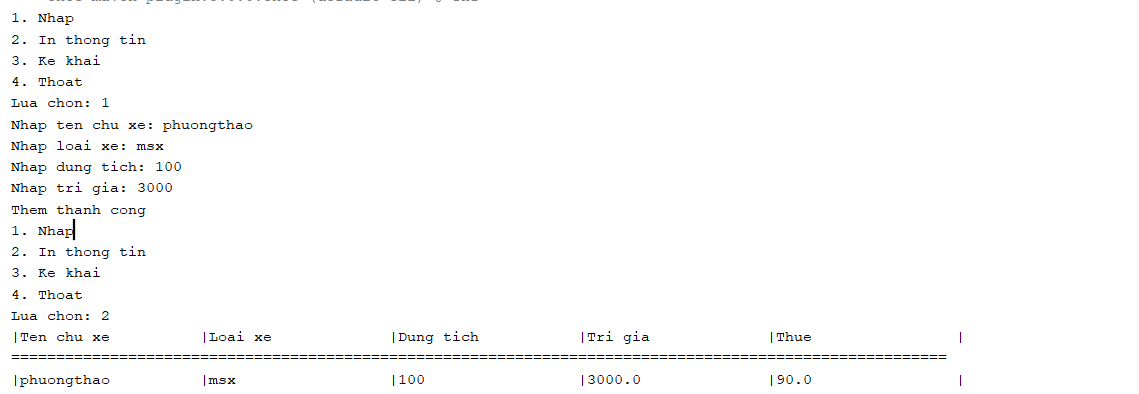 1. Nhap
2. In thong tin
3. Ke khai
4. Thoat
Lua chon: 1
Nhap ten chu xe: phuongthao
Nhap loai xe: msx
Nhap dung tich: 100
Nhap tri gia: 3000
Them thanh cong
1. Nhap
2. In thong tin
3. Ke khai
4. Thoat
Lua chon: 2
|Ten chu xe |Loai xe |Dung tich |Tri gia |Thue |
========================================================================================================
|phuongthao |msx |100 |3000.0 |90.0 |